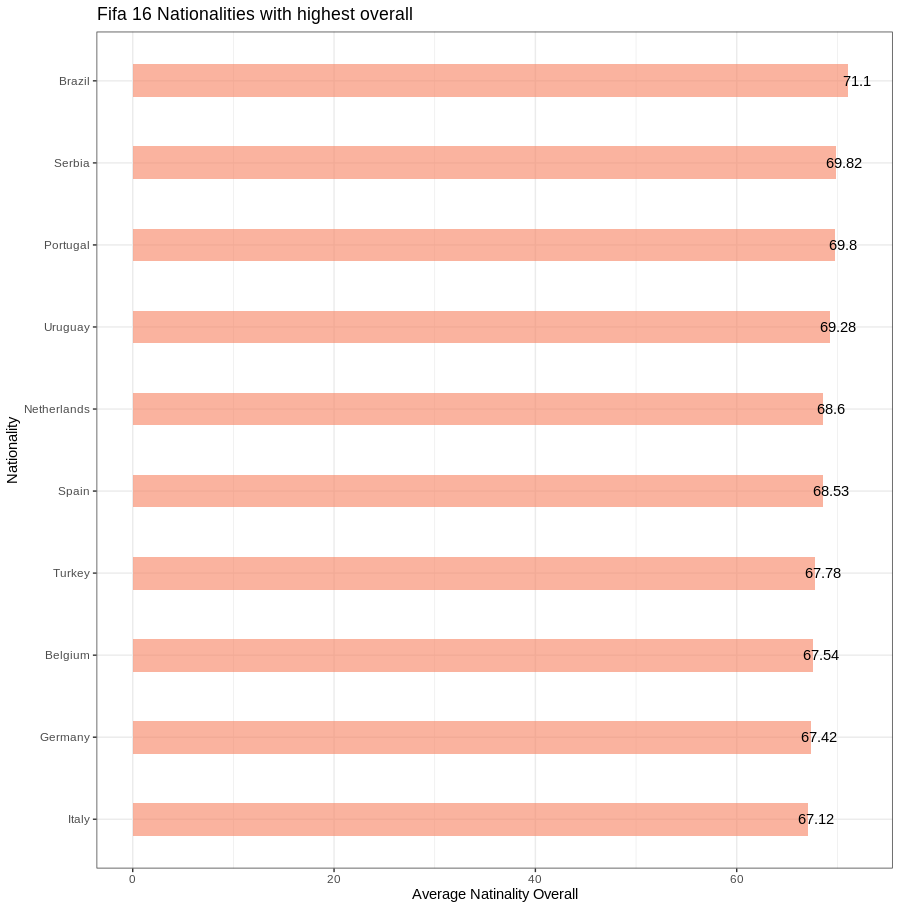 Fifa 16 Nationalities with highest overall
Nationality
Brazil 71.1
Serbia 69.82
Portugal 69.8
Uruguay 69.28
Netherlands 68.6
Spain 68.53
Turkey 67.78
Belgium 67.54
Germany 67.42
Italy 67.12
0 20 40 60
Average Natinality Overall